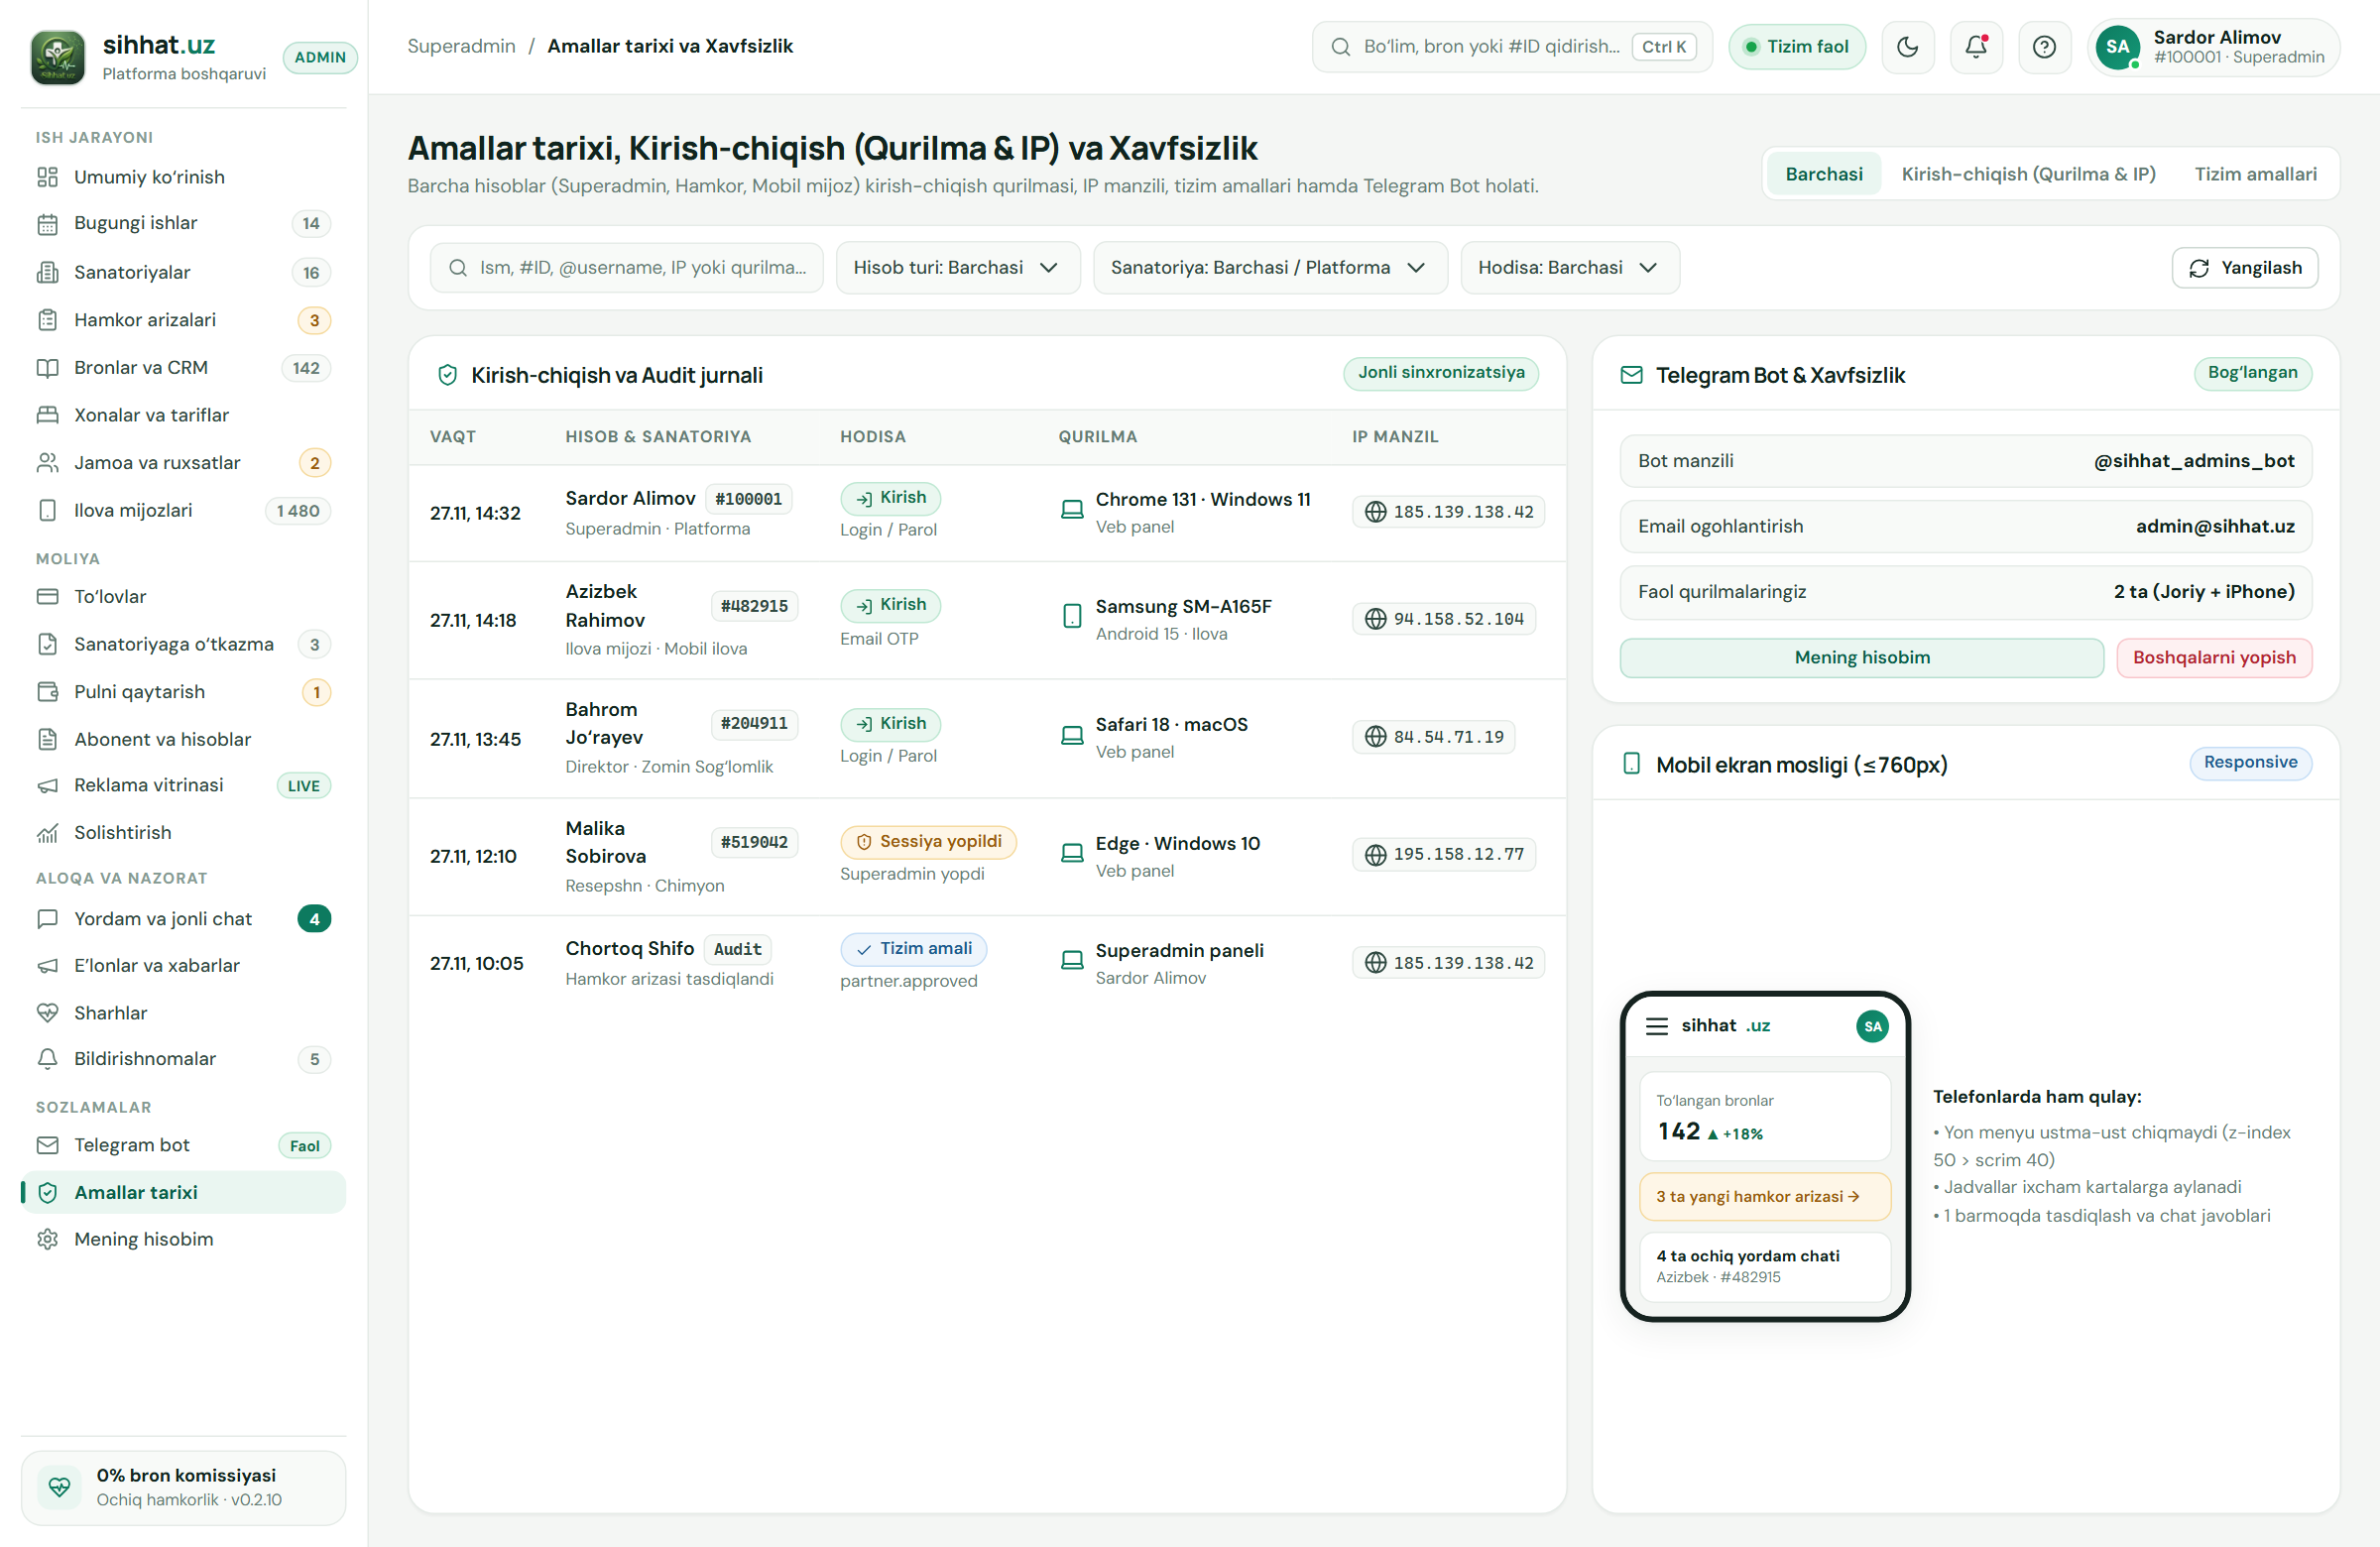 sihhat.uz
Platforma boshqaruvi
ADMIN
ISH JARAYONI
Umumiy ko‘rinish
Bugungi ishlar 14
Sanatoriyalar 16
Hamkor arizalari 3
Bronlar va CRM 142
Xonalar va tariflar
Jamoa va ruxsatlar 2
Ilova mijozlari 1 480
MOLIYA
To‘lovlar
Sanatoriyaga o‘tkazma 3
Pulni qaytarish 1
Abonent va hisoblar
Reklama vitrinasi LIVE
Solishtirish
ALOQA VA NAZORAT
Yordam va jonli chat 4
E’lonlar va xabarlar
Sharhlar
Bildirishnomalar 5
SOZLAMALAR
Telegram bot Faol
Amallar tarixi
Mening hisobim
0% bron komissiyasi
Ochiq hamkorlik · v0.2.10
Superadmin / Amallar tarixi va Xavfsizlik
Bo‘lim, bron yoki #ID qidirish... Ctrl K
Tizim faol
SA
Sardor Alimov
#100001 · Superadmin
Amallar tarixi, Kirish-chiqish (Qurilma & IP) va Xavfsizlik
Barcha hisoblar (Superadmin, Hamkor, Mobil mijoz) kirish-chiqish qurilmasi, IP manzili, tizim amallari hamda Telegram Bot holati.
Barchasi Kirish-chiqish (Qurilma & IP) Tizim amallari
Ism, #ID, @username, IP yoki qurilma...
Hisob turi: Barchasi
Sanatoriya: Barchasi / Platforma
Hodisa: Barchasi
Yangilash
Kirish-chiqish va Audit jurnali
Jonli sinxronizatsiya
VAQT HISOB & SANATORIYA HODISA QURILMA IP MANZIL
27.11, 14:32
Sardor Alimov #100001
Superadmin · Platforma
Kirish
Login / Parol
Chrome 131 · Windows 11
Veb panel
185.139.138.42
27.11, 14:18
Azizbek
Rahimov
#482915
Ilova mijozi · Mobil ilova
Kirish
Email OTP
Samsung SM-A165F
Android 15 · Ilova
94.158.52.104
27.11, 13:45
Bahrom
Jo‘rayev
#204911
Direktor · Zomin Sog‘lomlik
Kirish
Login / Parol
Safari 18 · macOS
Veb panel
84.54.71.19
27.11, 12:10
Malika
Sobirova
#519042
Resepshn · Chimyon
Sessiya yopildi
Superadmin yopdi
Edge · Windows 10
Veb panel
195.158.12.77
27.11, 10:05
Chortoq Shifo Audit
Hamkor arizasi tasdiqlandi
Tizim amali
partner.approved
Superadmin paneli
Sardor Alimov
185.139.138.42
Telegram Bot & Xavfsizlik
Bog‘langan
Bot manzili @sihhat_admins_bot
Email ogohlantirish admin@sihhat.uz
Faol qurilmalaringiz 2 ta (Joriy + iPhone)
Mening hisobim
Boshqalarni yopish
Mobil ekran mosligi (≤760px)
Responsive
sihhat .uz
SA
To‘langan bronlar
142 ▲ +18%
3 ta yangi hamkor arizasi →
4 ta ochiq yordam chati
Azizbek · #482915
Telefonlarda ham qulay:
• Yon menyu ustma-ust chiqmaydi (z-index
50 > scrim 40)
• Jadvallar ixcham kartalarga aylanadi
• 1 barmoqda tasdiqlash va chat javoblari